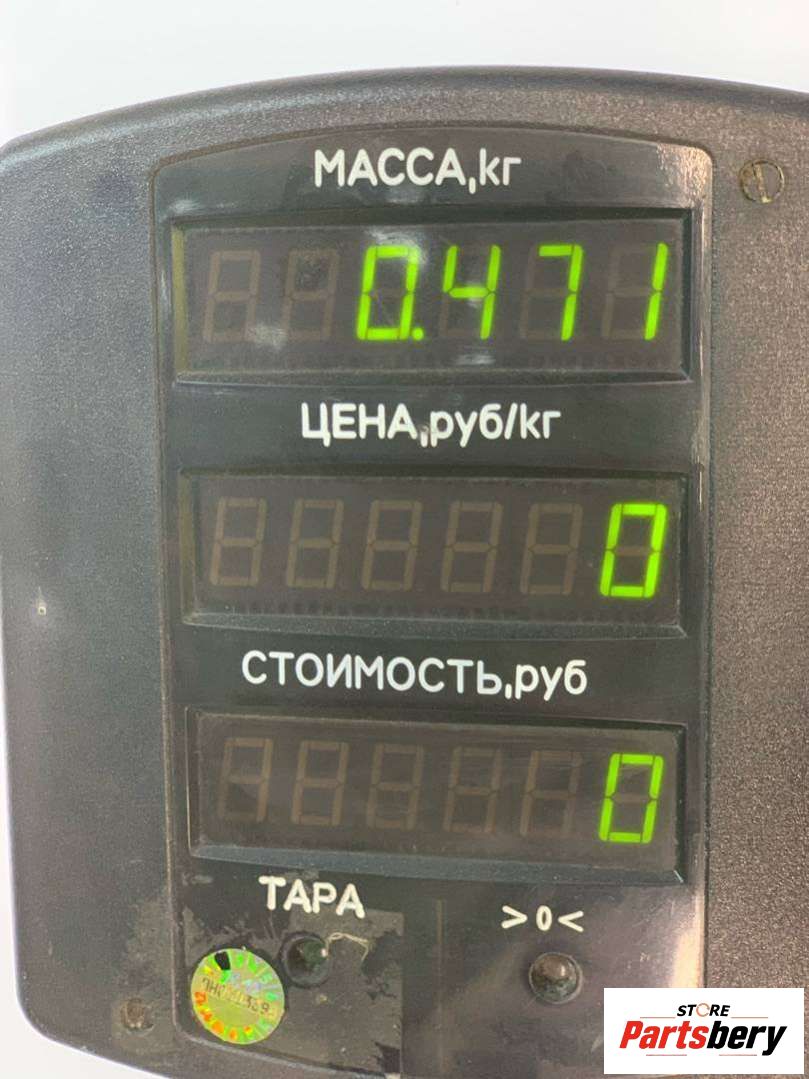 МАССА,кг
0.471
ЦЕНА,руб/кг
0
СТОИМОСТЬ,руб
0
ТАРА
>0<
STORE
Partsbery